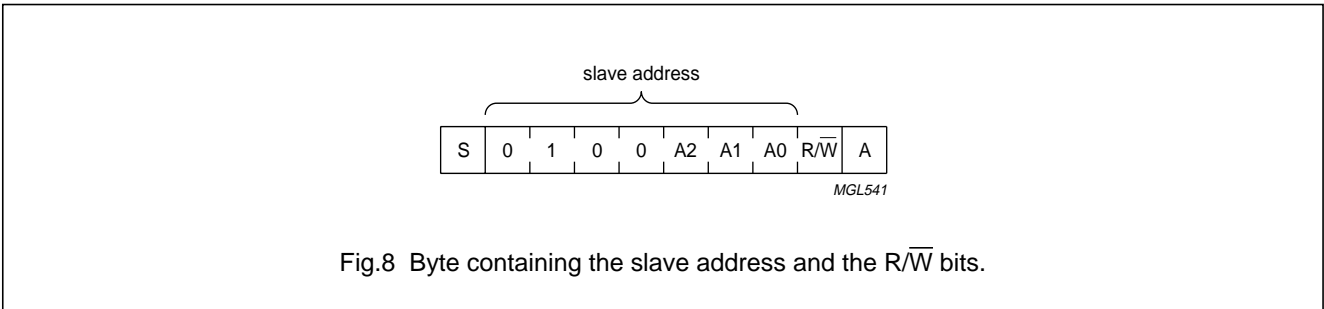 slave address
S 0 1 0 0 A2 A1 A0 R/W̅ A
MGL541
Fig.8 Byte containing the slave address and the R/W̅ bits.